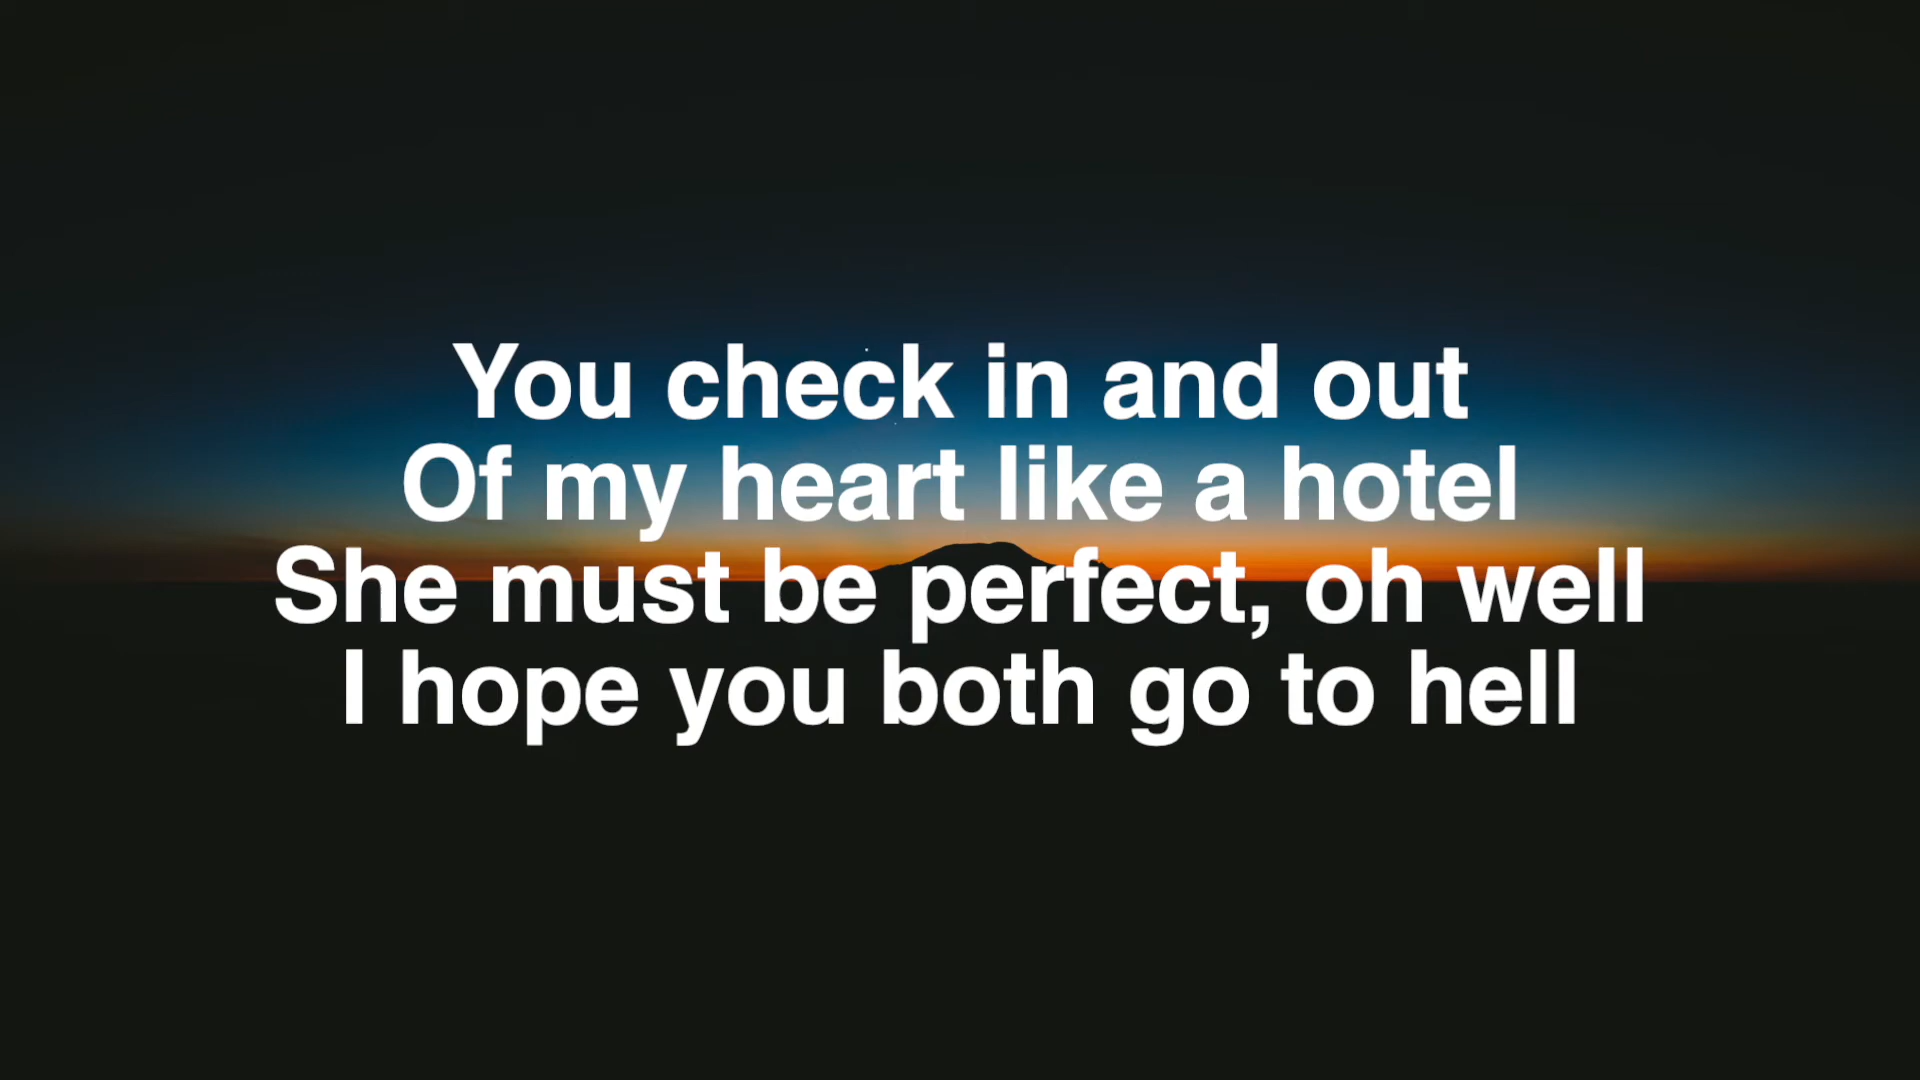 You check in and out
Of my heart like a hotel
She must be perfect, oh well
I hope you both go to hell